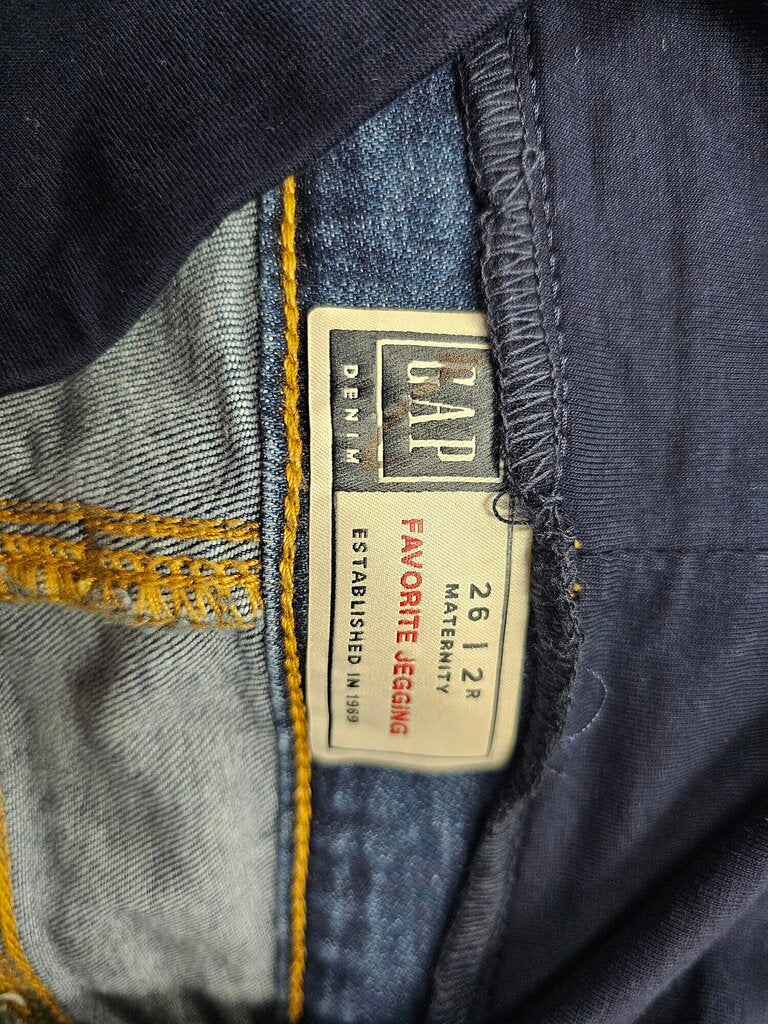 GAP
DENIM
26 | 2R
MATERNITY
FAVORITE JEGGING
ESTABLISHED IN 1969